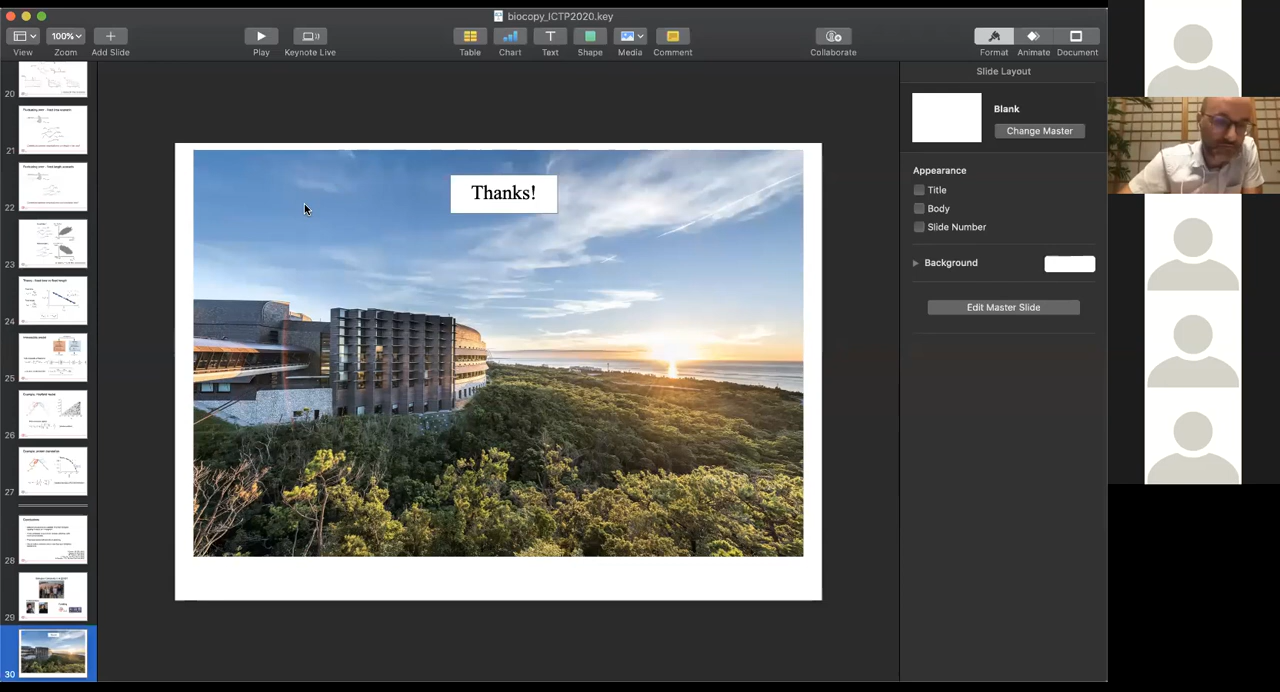 biocopy_ICTP2020.key
View
100%
Zoom
Add Slide
Play
Keynote Live
Table
Chart
Text
Shape
Media
Comment
Collaborate
Format
Animate
Document
Slide Layout
Blank
Change Master
Appearance
Title
Body
Slide Number
Background
Edit Master Slide
Thanks!
20
21
22
23
24
25
26
27
Conclusions
28
29
30